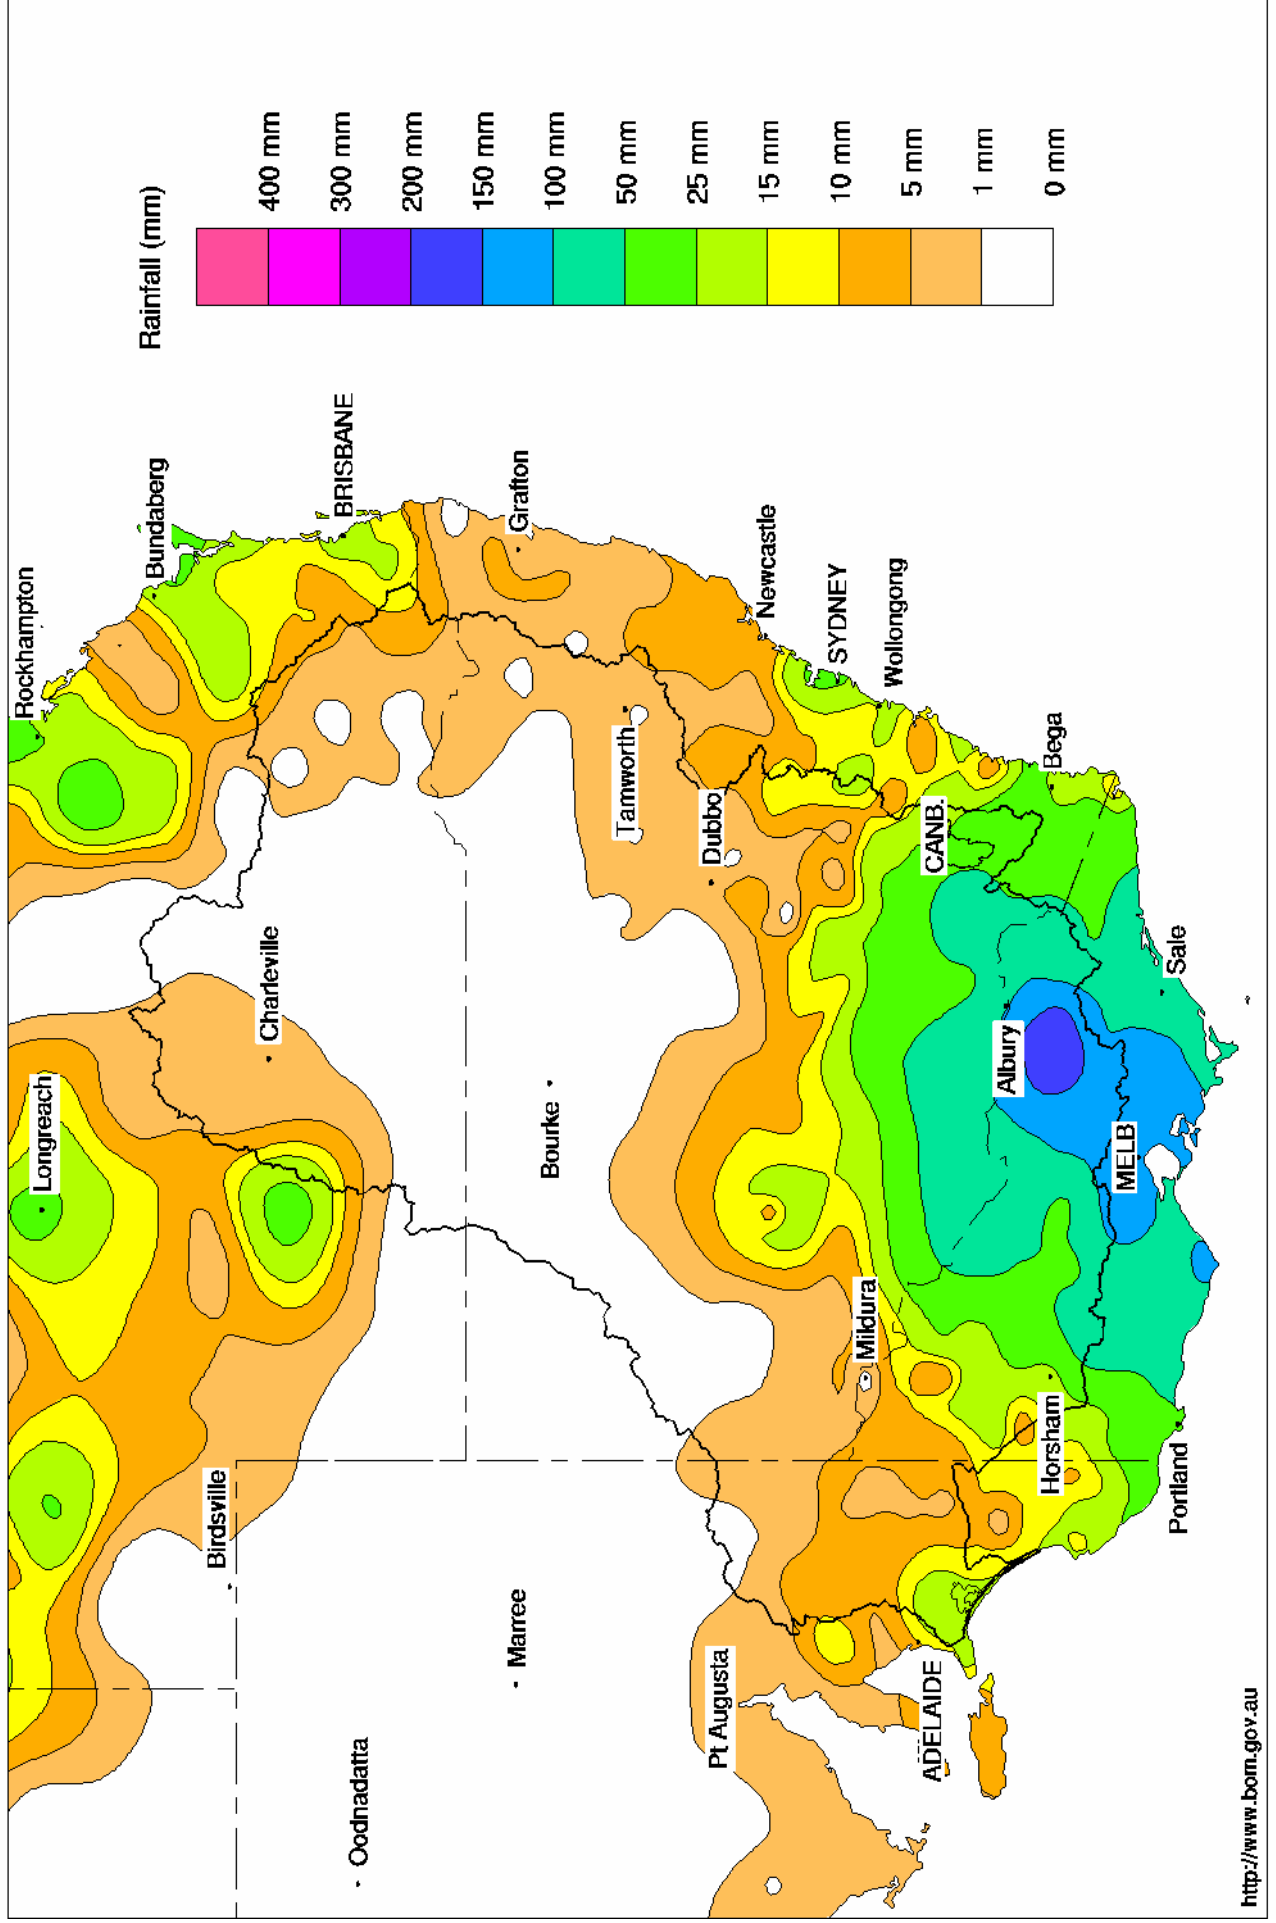 Rainfall (mm)
400 mm
300 mm
200 mm
150 mm
100 mm
50 mm
25 mm
15 mm
10 mm
5 mm
1 mm
0 mm
Rockhampton
Bundaberg
BRISBANE
Grafton
Newcastle
SYDNEY
Wollongong
Bega
Tamworth
Dubbo
CANB.
Sale
Charleville
Longreach
Bourke
Albury
MELB
Mildura
Horsham
Portland
Birdsville
Marree
Pt Augusta
ADELAIDE
Oodnadatta
http://www.bom.gov.au